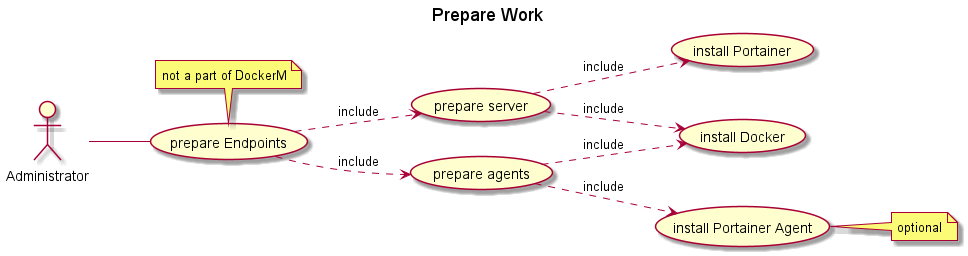 Prepare Work
not a part of DockerM
Administrator
prepare Endpoints
include
include
prepare server
prepare agents
include
include
include
include
install Portainer
install Docker
install Portainer Agent
optional